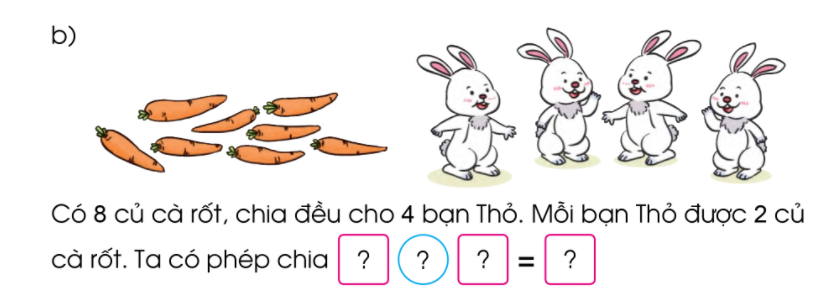 b)
Có 8 củ cà rốt, chia đều cho 4 bạn Thỏ. Mỗi bạn Thỏ được 2 củ
cà rốt. Ta có phép chia ? ? ? = ?